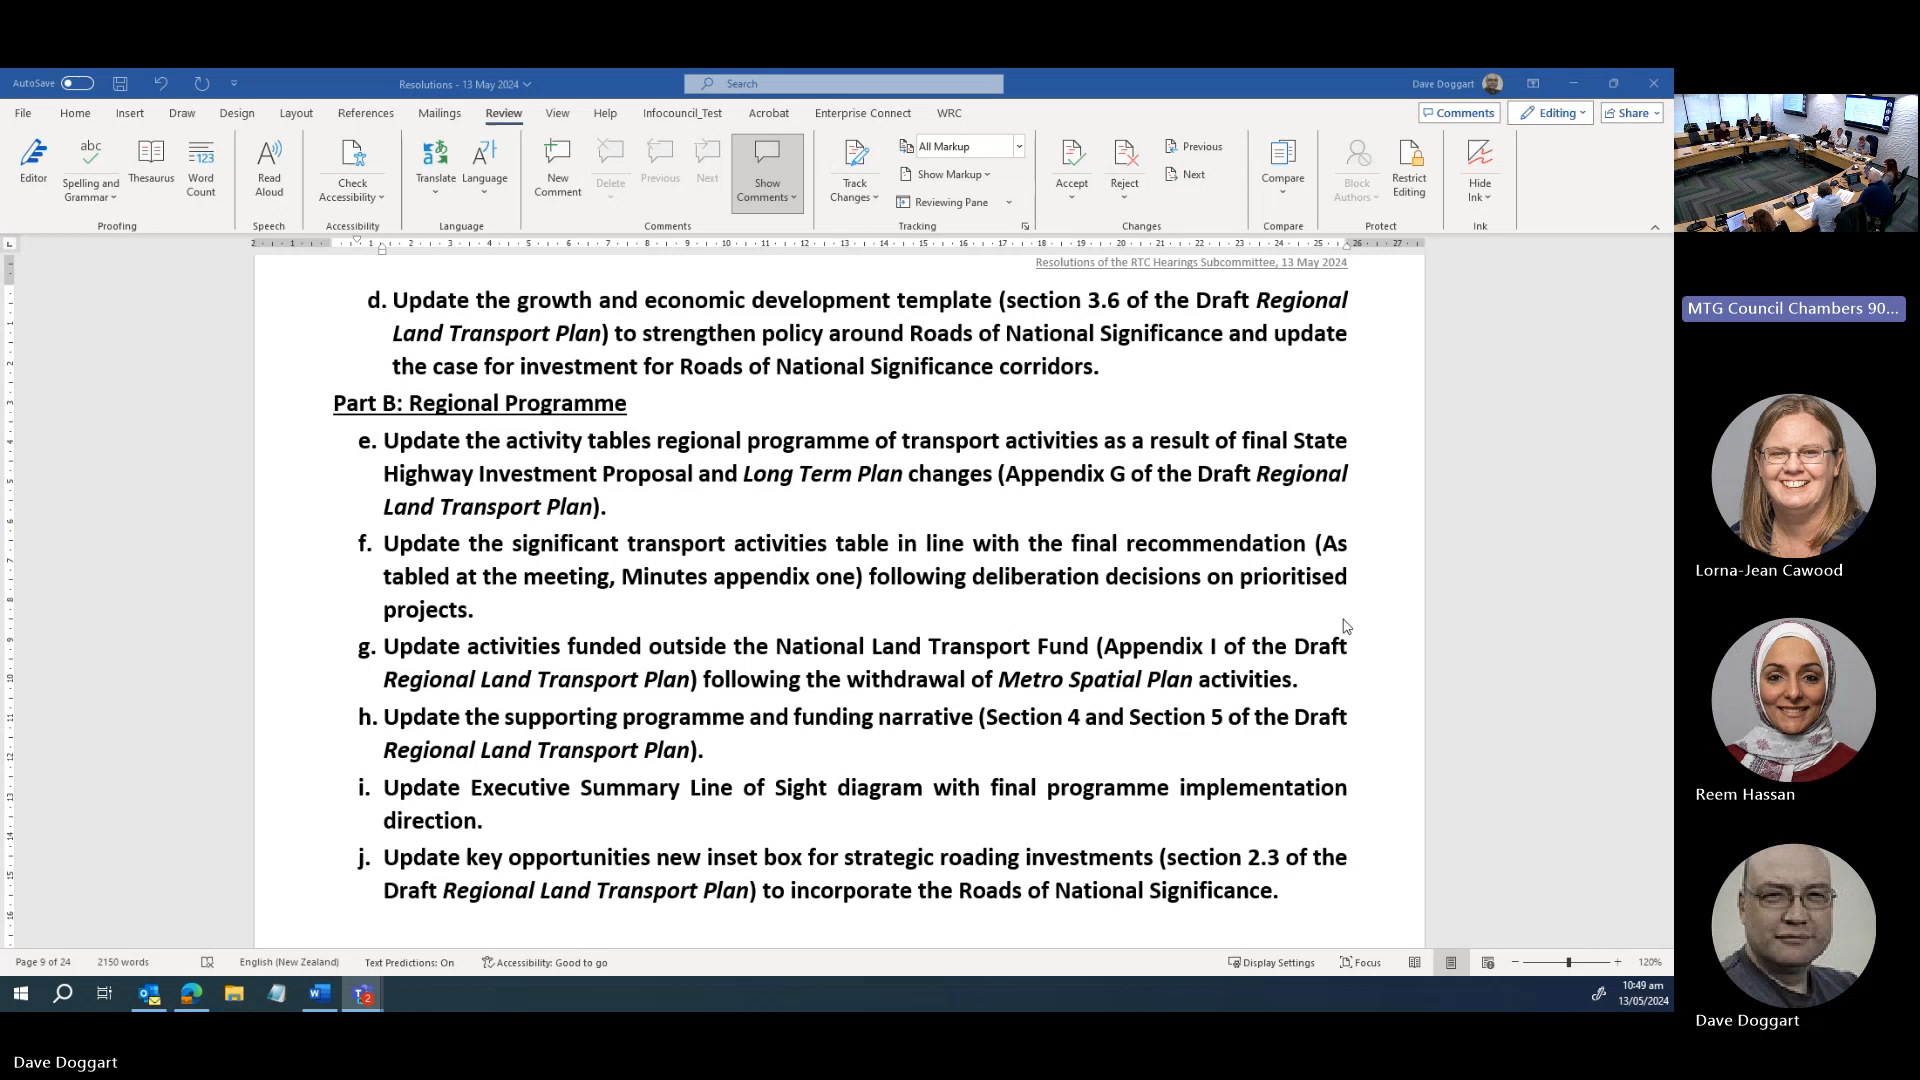 AutoSave
Resolutions - 13 May 2024
Search
Dave Doggart
File Home Insert Draw Design Layout References Mailings Review View Help Infocouncil_Test Acrobat Enterprise Connect WRC
Comments Editing Share
Editor
Spelling and Grammar
Thesaurus
Word Count
Read Aloud
Check Accessibility
Translate
Language
New Comment
Delete
Previous
Next
Show Comments
Track Changes
All Markup
Show Markup
Reviewing Pane
Accept
Reject
Previous
Next
Compare
Block Authors
Restrict Editing
Hide Ink
Proofing Speech Accessibility Language Comments Tracking Changes Compare Protect Ink
Resolutions of the RTC Hearings Subcommittee, 13 May 2024
d. Update the growth and economic development template (section 3.6 of the Draft Regional
Land Transport Plan) to strengthen policy around Roads of National Significance and update
the case for investment for Roads of National Significance corridors.
Part B: Regional Programme
e. Update the activity tables regional programme of transport activities as a result of final State
Highway Investment Proposal and Long Term Plan changes (Appendix G of the Draft Regional
Land Transport Plan).
f. Update the significant transport activities table in line with the final recommendation (As
tabled at the meeting, Minutes appendix one) following deliberation decisions on prioritised
projects.
g. Update activities funded outside the National Land Transport Fund (Appendix I of the Draft
Regional Land Transport Plan) following the withdrawal of Metro Spatial Plan activities.
h. Update the supporting programme and funding narrative (Section 4 and Section 5 of the Draft
Regional Land Transport Plan).
i. Update Executive Summary Line of Sight diagram with final programme implementation
direction.
j. Update key opportunities new inset box for strategic roading investments (section 2.3 of the
Draft Regional Land Transport Plan) to incorporate the Roads of National Significance.
Page 9 of 24 2150 words English (New Zealand) Text Predictions: On Accessibility: Good to go Display Settings Focus 120%
10:49 am
13/05/2024
MTG Council Chambers 90...
Lorna-Jean Cawood
Reem Hassan
Dave Doggart
Dave Doggart